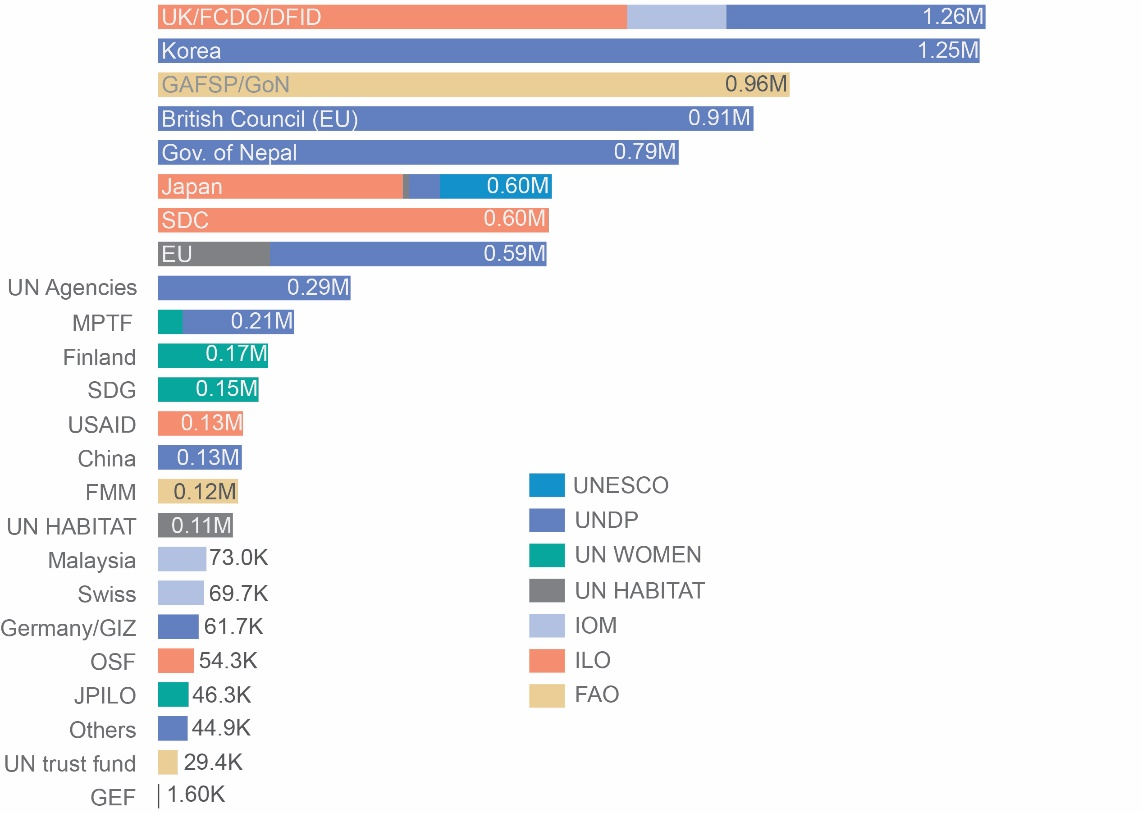 UK/FCDO/DFID 1.26M
Korea 1.25M
GAFSP/GoN 0.96M
British Council (EU) 0.91M
Gov. of Nepal 0.79M
Japan 0.60M
SDC 0.60M
EU 0.59M
UN Agencies 0.29M
MPTF 0.21M
Finland 0.17M
SDG 0.15M
USAID 0.13M
China 0.13M
FMM 0.12M
UN HABITAT 0.11M
Malaysia 73.0K
Swiss 69.7K
Germany/GIZ 61.7K
OSF 54.3K
JPILO 46.3K
Others 44.9K
UN trust fund 29.4K
GEF 1.60K
UNESCO
UNDP
UN WOMEN
UN HABITAT
IOM
ILO
FAO